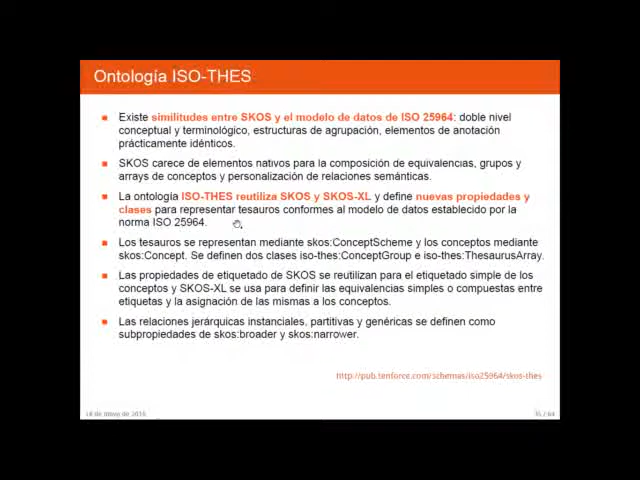 Ontología ISO-THES
Existe similitudes entre SKOS y el modelo de datos de ISO 25964: doble nivel
conceptual y terminológico, estructuras de agrupación, elementos de anotación
prácticamente idénticos.
SKOS carece de elementos nativos para la composición de equivalencias, grupos y
arrays de conceptos y personalización de relaciones semánticas.
La ontología ISO-THES reutiliza SKOS y SKOS-XL y define nuevas propiedades y
clases para representar tesauros conformes al modelo de datos establecido por la
norma ISO 25964.
Los tesauros se representan mediante skos:ConceptScheme y los conceptos mediante
skos:Concept. Se definen dos clases iso-thes:ConceptGroup e iso-thes:ThesaurusArray.
Las propiedades de etiquetado de SKOS se reutilizan para el etiquetado simple de los
conceptos y SKOS-XL se usa para definir las equivalencias simples o compuestas entre
etiquetas y la asignación de las mismas a los conceptos.
Las relaciones jerárquicas instanciales, partitivas y genéricas se definen como
subpropiedades de skos:broader y skos:narrower.
http://pub.tenforce.com/schemas/iso25964/skos-thes
de mayo de